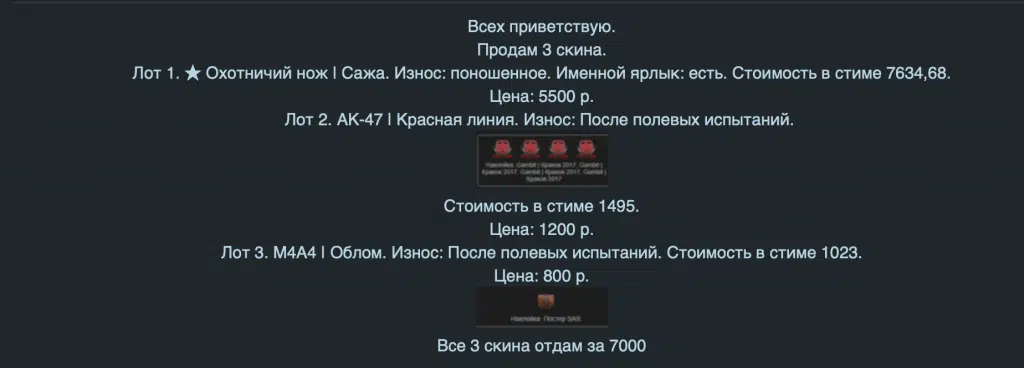 Всех приветствую.
Продам 3 скина.
Лот 1. ★ Охотничий нож | Сажа. Износ: поношенное. Именной ярлык: есть. Стоимость в стиме 7634,68.
Цена: 5500 р.
Лот 2. АК-47 | Красная линия. Износ: После полевых испытаний.
Наклейка: Gambit | Краков 2017, Gambit |
Краков 2017, Gambit | Краков 2017, Gambit |
Краков 2017
Стоимость в стиме 1495.
Цена: 1200 р.
Лот 3. M4A4 | Облом. Износ: После полевых испытаний. Стоимость в стиме 1023.
Цена: 800 р.
Наклейка: Постер SAS
Все 3 скина отдам за 7000